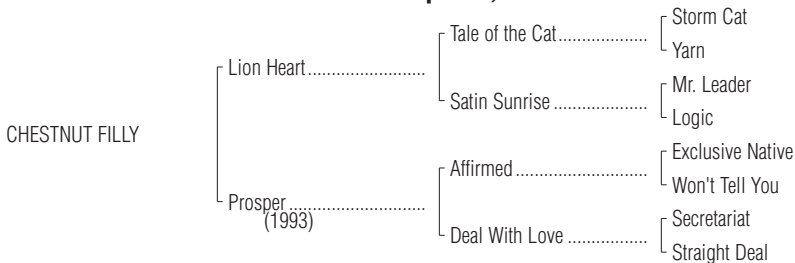 Storm Cat
Tale of the Cat...................
Yarn
Lion Heart.........................
Mr. Leader
Satin Sunrise ....................
Logic
CHESTNUT FILLY
Exclusive Native
Affirmed............................
Won't Tell You
Prosper.............................
(1993)
Secretariat
Deal With Love .................
Straight Deal